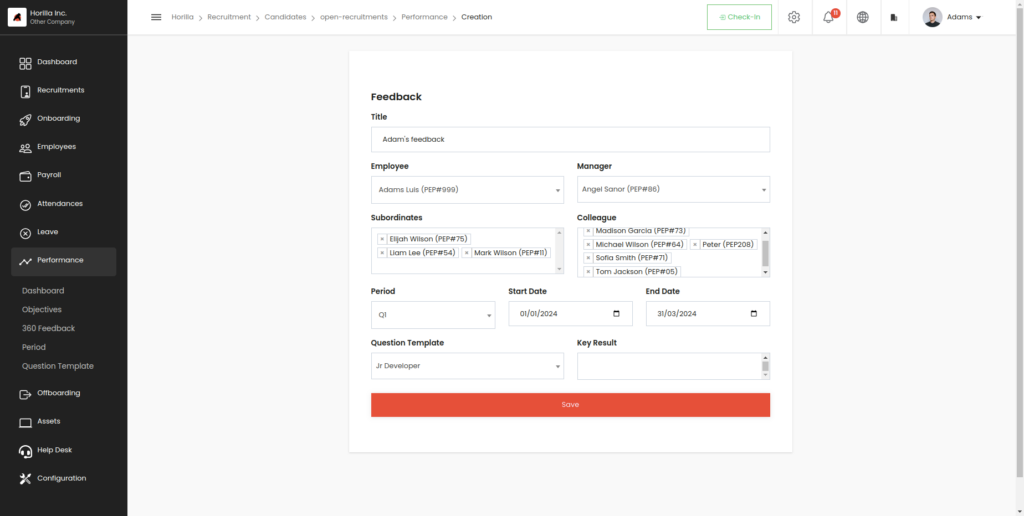 Horilla Inc.
Other Company
Dashboard
Recruitments
Onboarding
Employees
Payroll
Attendances
Leave
Performance
Dashboard
Objectives
360 Feedback
Period
Question Template
Offboarding
Assets
Help Desk
Configuration
Horilla > Recruitment > Candidates > open-recruitments > Performance > Creation
Check-In
11
Adams
Feedback
Title
Adam's feedback
Employee Manager
Adams Luis (PEP#999) Angel Sanor (PEP#86)
Subordinates Colleague
× Elijah Wilson (PEP#75)
× Liam Lee (PEP#54) × Mark Wilson (PEP#11)
× Madison Garcia (PEP#73)
× Michael Wilson (PEP#64) × Peter (PEP208)
× Sofia Smith (PEP#71)
× Tom Jackson (PEP#05)
Period Start Date End Date
Q1 01/01/2024 31/03/2024
Question Template Key Result
Jr Developer
Save